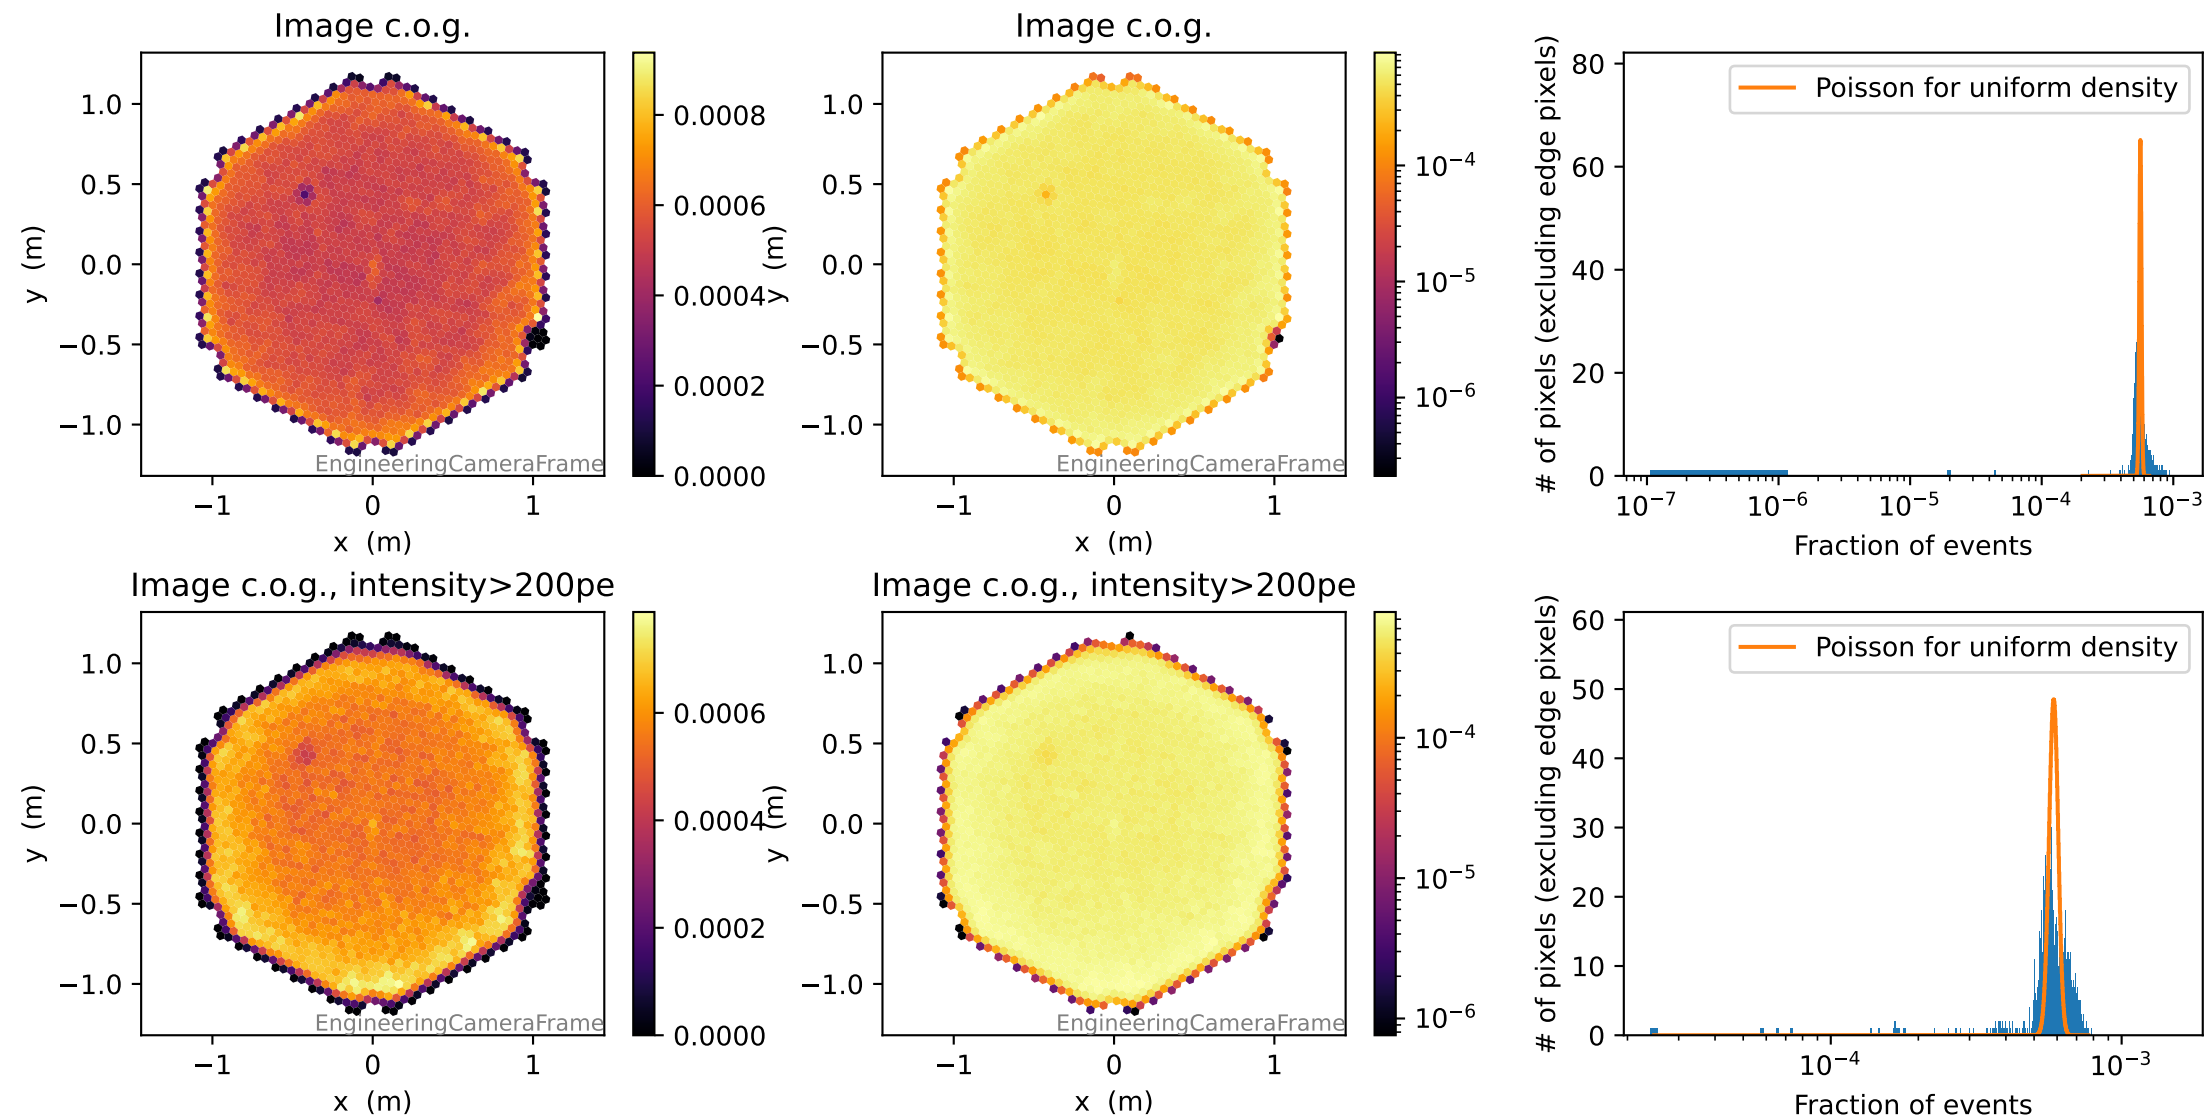 Image c.o.g.
1.0
0.5
0.0
−0.5
−1.0
y (m)
−1 0 1
x (m)
EngineeringCameraFrame
0.0008
0.0006
0.0004
0.0002
0.0000
Image c.o.g.
1.0
0.5
0.0
−0.5
−1.0
y (m)
−1 0 1
x (m)
EngineeringCameraFrame
10⁻⁴
10⁻⁵
10⁻⁶
Poisson for uniform density
80
60
40
20
0
# of pixels (excluding edge pixels)
10⁻⁷ 10⁻⁶ 10⁻⁵ 10⁻⁴ 10⁻³
Fraction of events
Image c.o.g., intensity>200pe
1.0
0.5
0.0
−0.5
−1.0
y (m)
−1 0 1
x (m)
EngineeringCameraFrame
0.0006
0.0004
0.0002
0.0000
Image c.o.g., intensity>200pe
1.0
0.5
0.0
−0.5
−1.0
y (m)
−1 0 1
x (m)
EngineeringCameraFrame
10⁻⁴
10⁻⁵
10⁻⁶
Poisson for uniform density
60
50
40
30
20
10
0
# of pixels (excluding edge pixels)
10⁻⁴ 10⁻³
Fraction of events